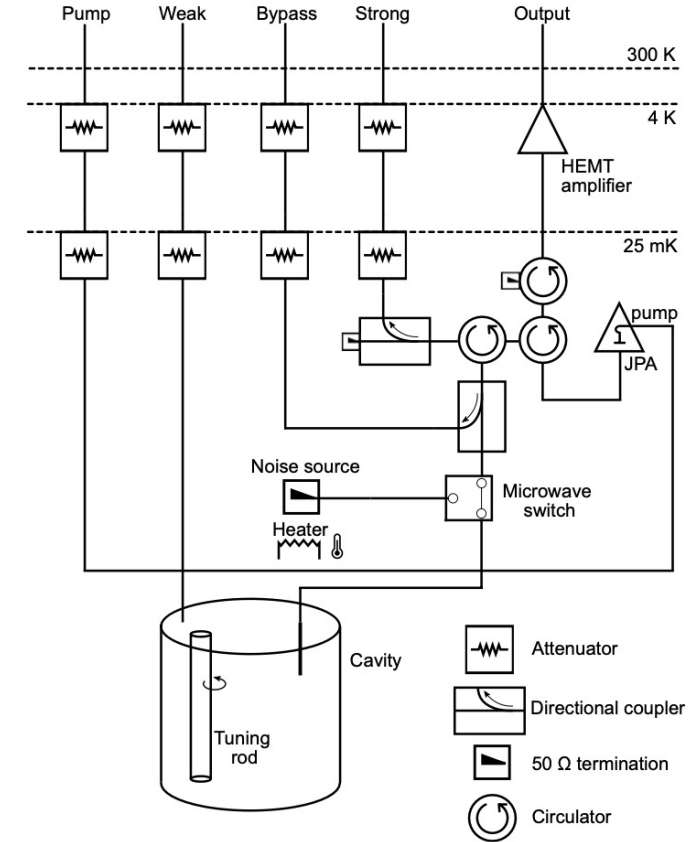 Pump Weak Bypass Strong Output
300 K
4 K
HEMT
amplifier
25 mK
pump
JPA
Noise source
Microwave
switch
Heater
Cavity
Tuning
rod
Attenuator
Directional coupler
50 Ω termination
Circulator